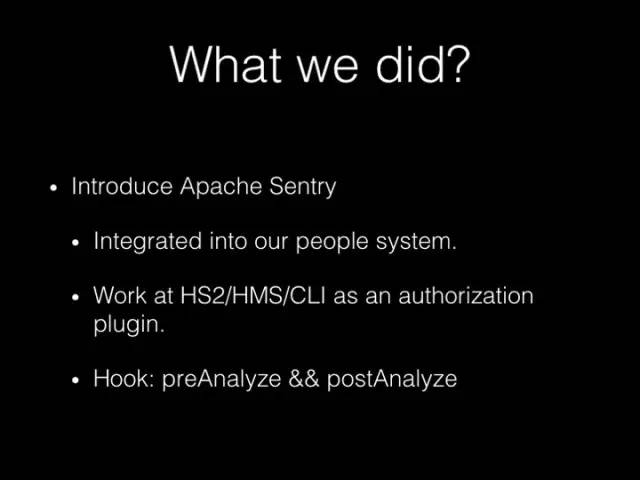 What we did?
• Introduce Apache Sentry
• Integrated into our people system.
• Work at HS2/HMS/CLI as an authorization
plugin.
• Hook: preAnalyze && postAnalyze